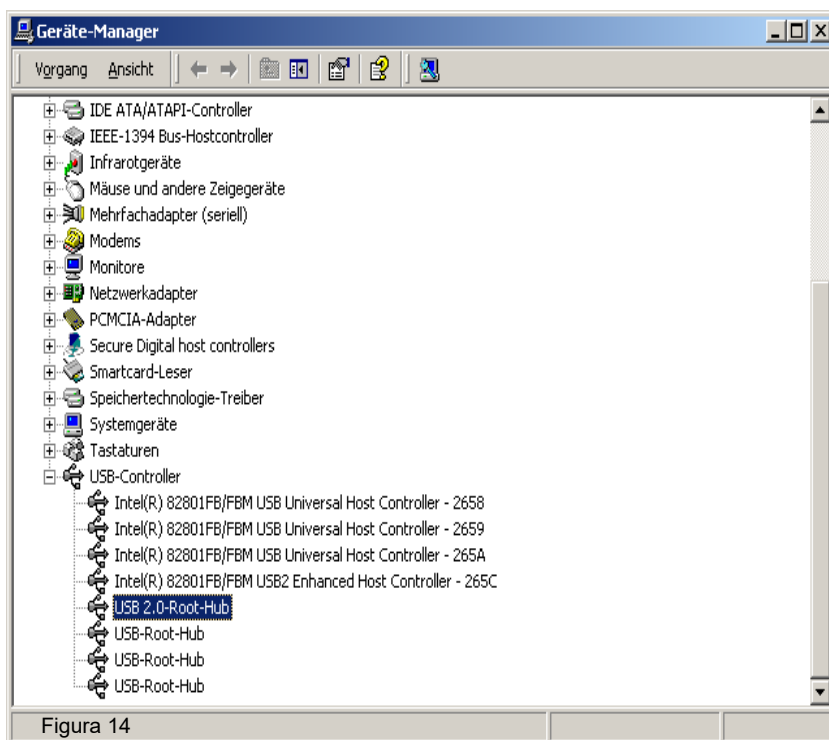 Geräte-Manager
Vorgang Ansicht
IDE ATA/ATAPI-Controller
IEEE-1394 Bus-Hostcontroller
Infrarotgeräte
Mäuse und andere Zeigegeräte
Mehrfachadapter (seriell)
Modems
Monitore
Netzwerkadapter
PCMCIA-Adapter
Secure Digital host controllers
Smartcard-Leser
Speichertechnologie-Treiber
Systemgeräte
Tastaturen
USB-Controller
Intel(R) 82801FB/FBM USB Universal Host Controller - 2658
Intel(R) 82801FB/FBM USB Universal Host Controller - 2659
Intel(R) 82801FB/FBM USB Universal Host Controller - 265A
Intel(R) 82801FB/FBM USB2 Enhanced Host Controller - 265C
USB 2.0-Root-Hub
USB-Root-Hub
USB-Root-Hub
USB-Root-Hub
Figura 14